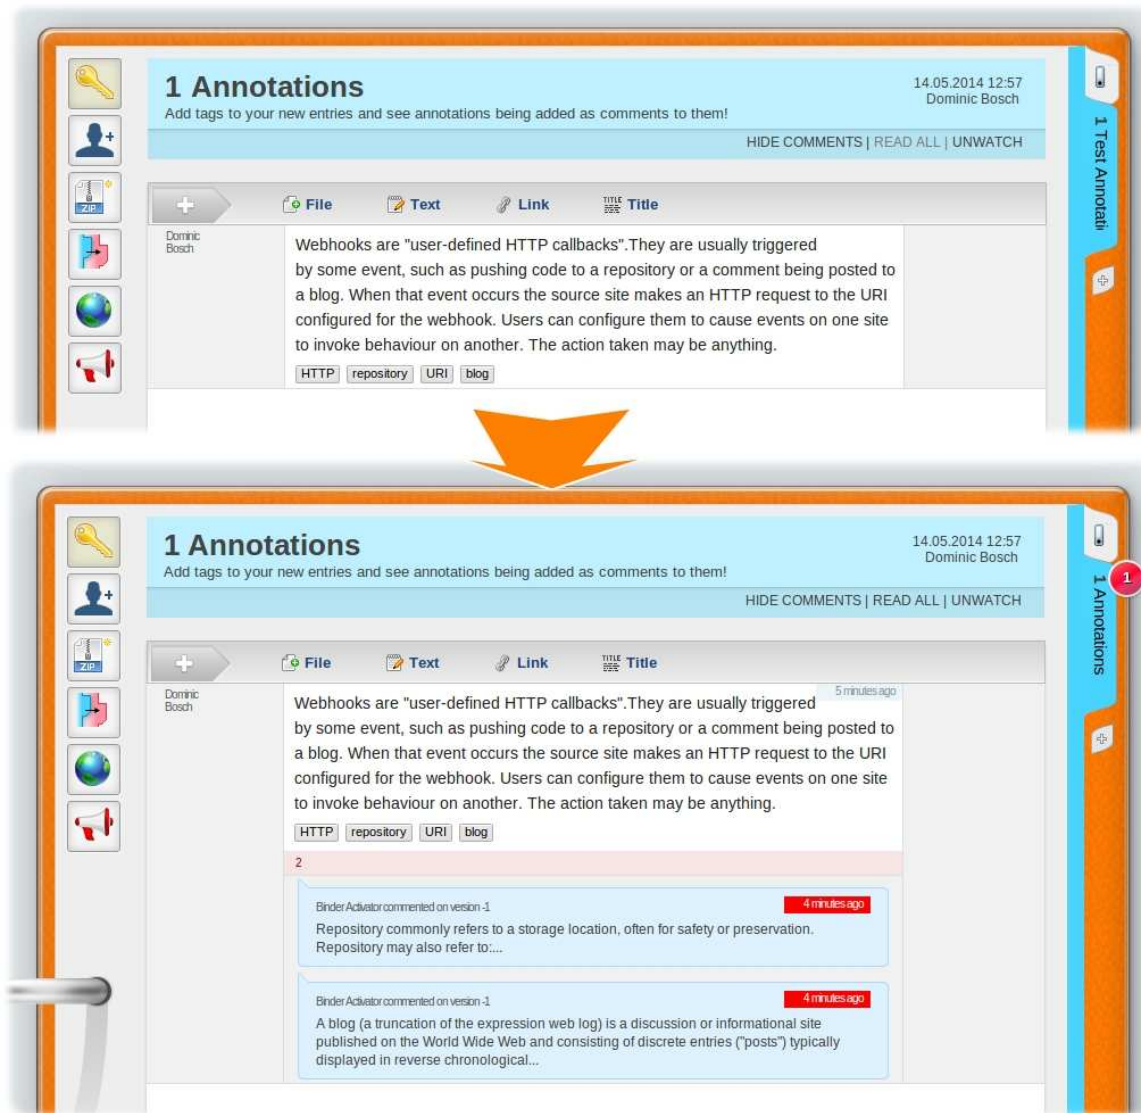 1 Annotations
Add tags to your new entries and see annotations being added as comments to them!
14.05.2014 12:57
Dominic Bosch
HIDE COMMENTS | READ ALL | UNWATCH
1 Test Annotati
ZIP
File Text Link TITLE Title
Dominic
Bosch
Webhooks are "user-defined HTTP callbacks".They are usually triggered
by some event, such as pushing code to a repository or a comment being posted to
a blog. When that event occurs the source site makes an HTTP request to the URI
configured for the webhook. Users can configure them to cause events on one site
to invoke behaviour on another. The action taken may be anything.
HTTP repository URI blog
1 Annotations
Add tags to your new entries and see annotations being added as comments to them!
14.05.2014 12:57
Dominic Bosch
HIDE COMMENTS | READ ALL | UNWATCH
1
1 Annotations
ZIP
File Text Link TITLE Title
Dominic
Bosch
5 minutes ago
Webhooks are "user-defined HTTP callbacks".They are usually triggered
by some event, such as pushing code to a repository or a comment being posted to
a blog. When that event occurs the source site makes an HTTP request to the URI
configured for the webhook. Users can configure them to cause events on one site
to invoke behaviour on another. The action taken may be anything.
HTTP repository URI blog
2
Binder Activator commented on version -1
4 minutes ago
Repository commonly refers to a storage location, often for safety or preservation.
Repository may also refer to:...
Binder Activator commented on version -1
4 minutes ago
A blog (a truncation of the expression web log) is a discussion or informational site
published on the World Wide Web and consisting of discrete entries ("posts") typically
displayed in reverse chronological...